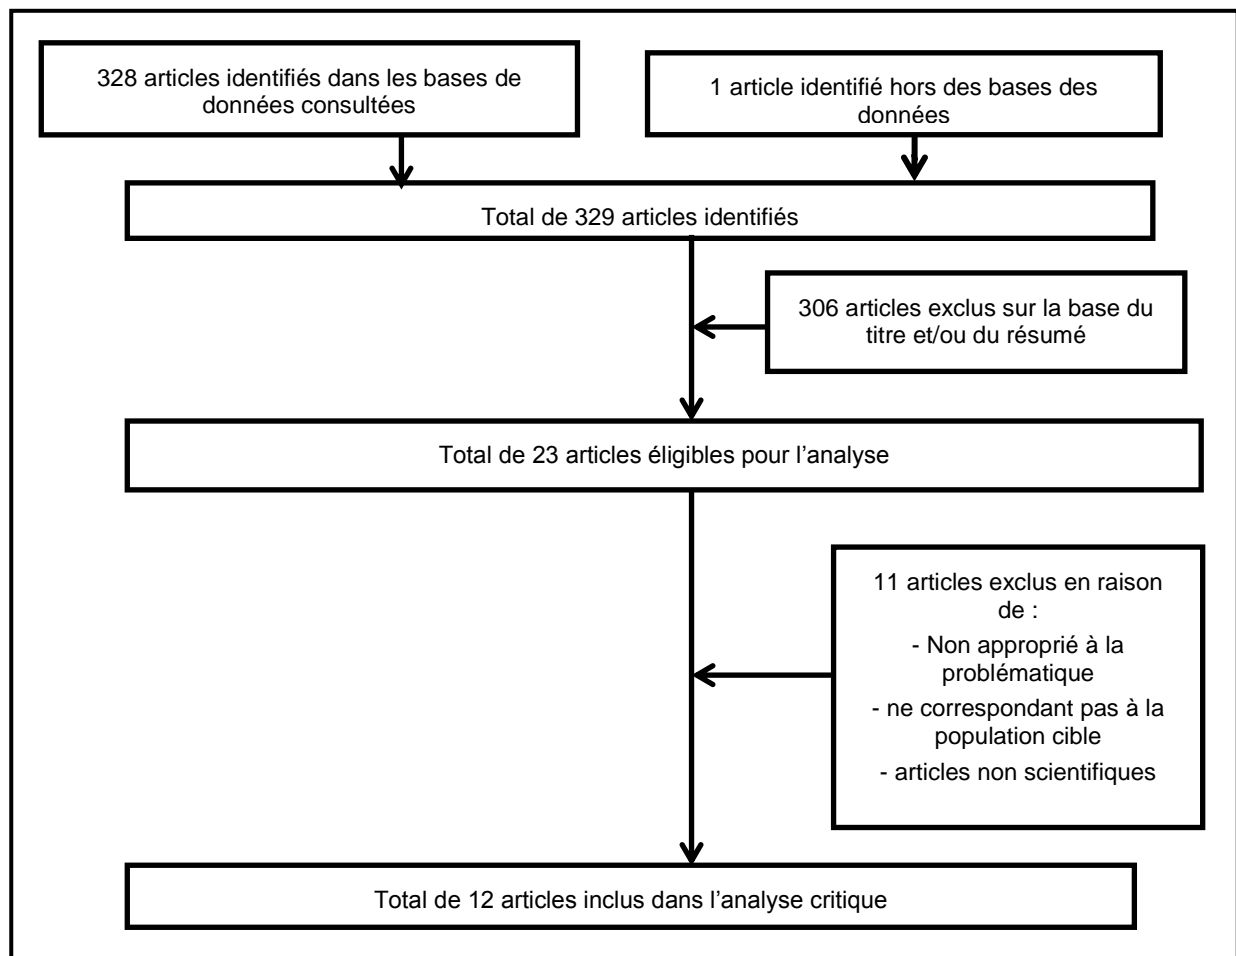 328 articles identifiés dans les bases de
données consultées
1 article identifié hors des bases des
données
Total de 329 articles identifiés
306 articles exclus sur la base du
titre et/ou du résumé
Total de 23 articles éligibles pour l’analyse
11 articles exclus en raison
de :
- Non approprié à la
problématique
- ne correspondant pas à la
population cible
- articles non scientifiques
Total de 12 articles inclus dans l’analyse critique